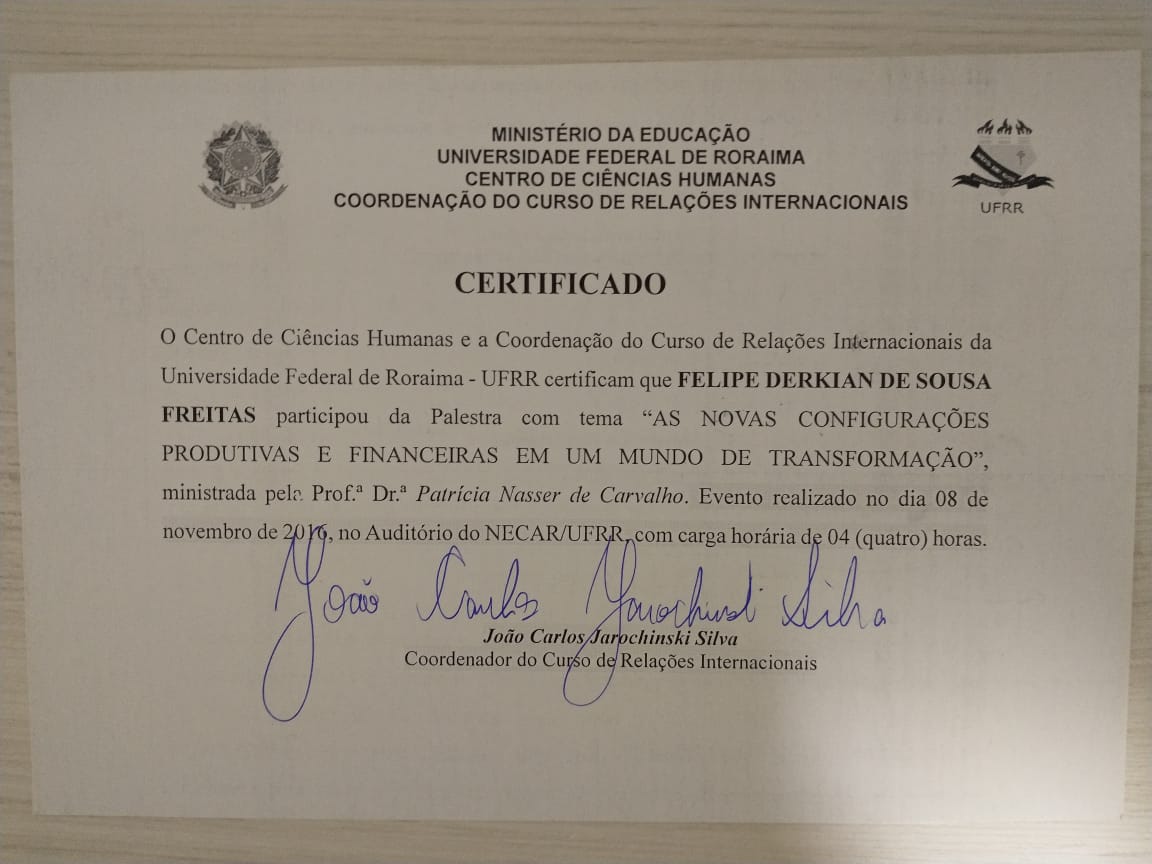 MINISTÉRIO DA EDUCAÇÃO
UNIVERSIDADE FEDERAL DE RORAIMA
CENTRO DE CIÊNCIAS HUMANAS
COORDENAÇÃO DO CURSO DE RELAÇÕES INTERNACIONAIS
UFRR
CERTIFICADO
O Centro de Ciências Humanas e a Coordenação do Curso de Relações Internacionais da
Universidade Federal de Roraima - UFRR certificam que FELIPE DERKIAN DE SOUSA
FREITAS participou da Palestra com tema “AS NOVAS CONFIGURAÇÕES
PRODUTIVAS E FINANCEIRAS EM UM MUNDO DE TRANSFORMAÇÃO”,
ministrada pela Prof.ª Dr.ª Patrícia Nasser de Carvalho. Evento realizado no dia 08 de
novembro de 2016, no Auditório do NECAR/UFRR, com carga horária de 04 (quatro) horas.
João Carlos Jarochinski Silva
João Carlos Jarochinski Silva
Coordenador do Curso de Relações Internacionais